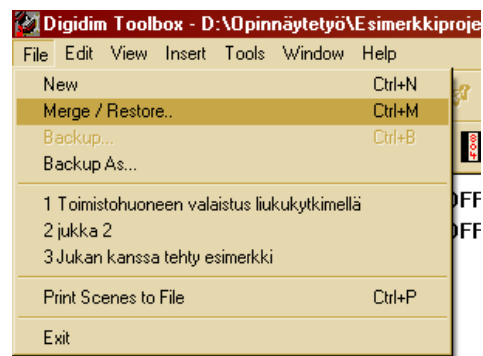 Digidim Toolbox - D:\Opinnäytetyö\Esimerkkiproje
File Edit View Insert Tools Window Help
New Ctrl+N
Merge / Restore.. Ctrl+M
Backup... Ctrl+B
Backup As...
1 Toimistohuoneen valaistus liukukytkimellä
2 jukka 2
3 Jukan kanssa tehty esimerkki
Print Scenes to File Ctrl+P
Exit